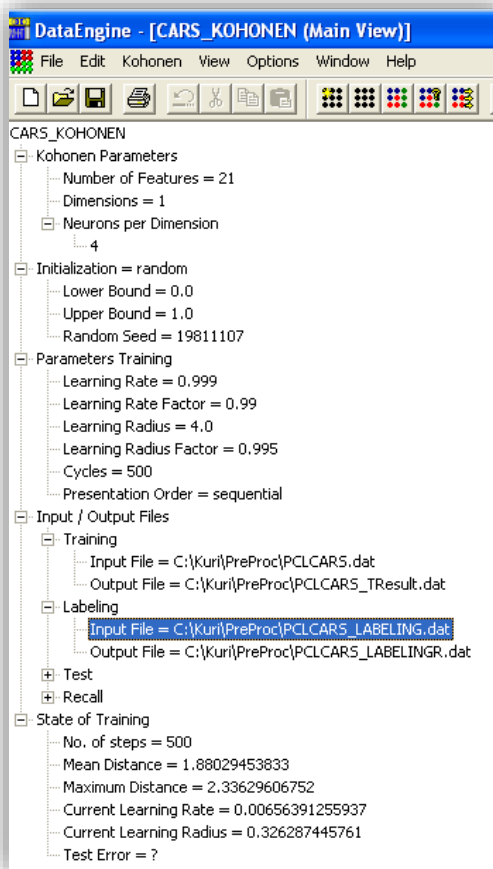 DataEngine - [CARS_KOHONEN (Main View)]
File Edit Kohonen View Options Window Help
CARS_KOHONEN
Kohonen Parameters
Number of Features = 21
Dimensions = 1
Neurons per Dimension
4
Initialization = random
Lower Bound = 0.0
Upper Bound = 1.0
Random Seed = 19811107
Parameters Training
Learning Rate = 0.999
Learning Rate Factor = 0.99
Learning Radius = 4.0
Learning Radius Factor = 0.995
Cycles = 500
Presentation Order = sequential
Input / Output Files
Training
Input File = C:\Kuri\PreProc\PCLCARS.dat
Output File = C:\Kuri\PreProc\PCLCARS_TResult.dat
Labeling
Input File = C:\Kuri\PreProc\PCLCARS_LABELING.dat
Output File = C:\Kuri\PreProc\PCLCARS_LABELINGR.dat
Test
Recall
State of Training
No. of steps = 500
Mean Distance = 1.88029453833
Maximum Distance = 2.33629606752
Current Learning Rate = 0.00656391255937
Current Learning Radius = 0.326287445761
Test Error = ?